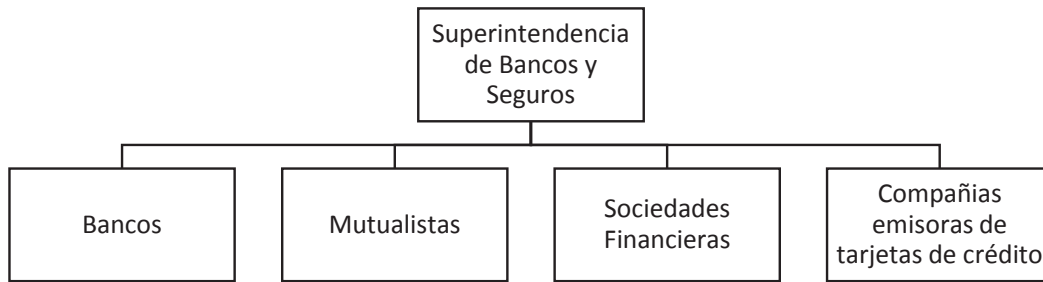 Superintendencia
de Bancos y
Seguros
Bancos
Mutualistas
Sociedades
Financieras
Compañias
emisoras de
tarjetas de crédito